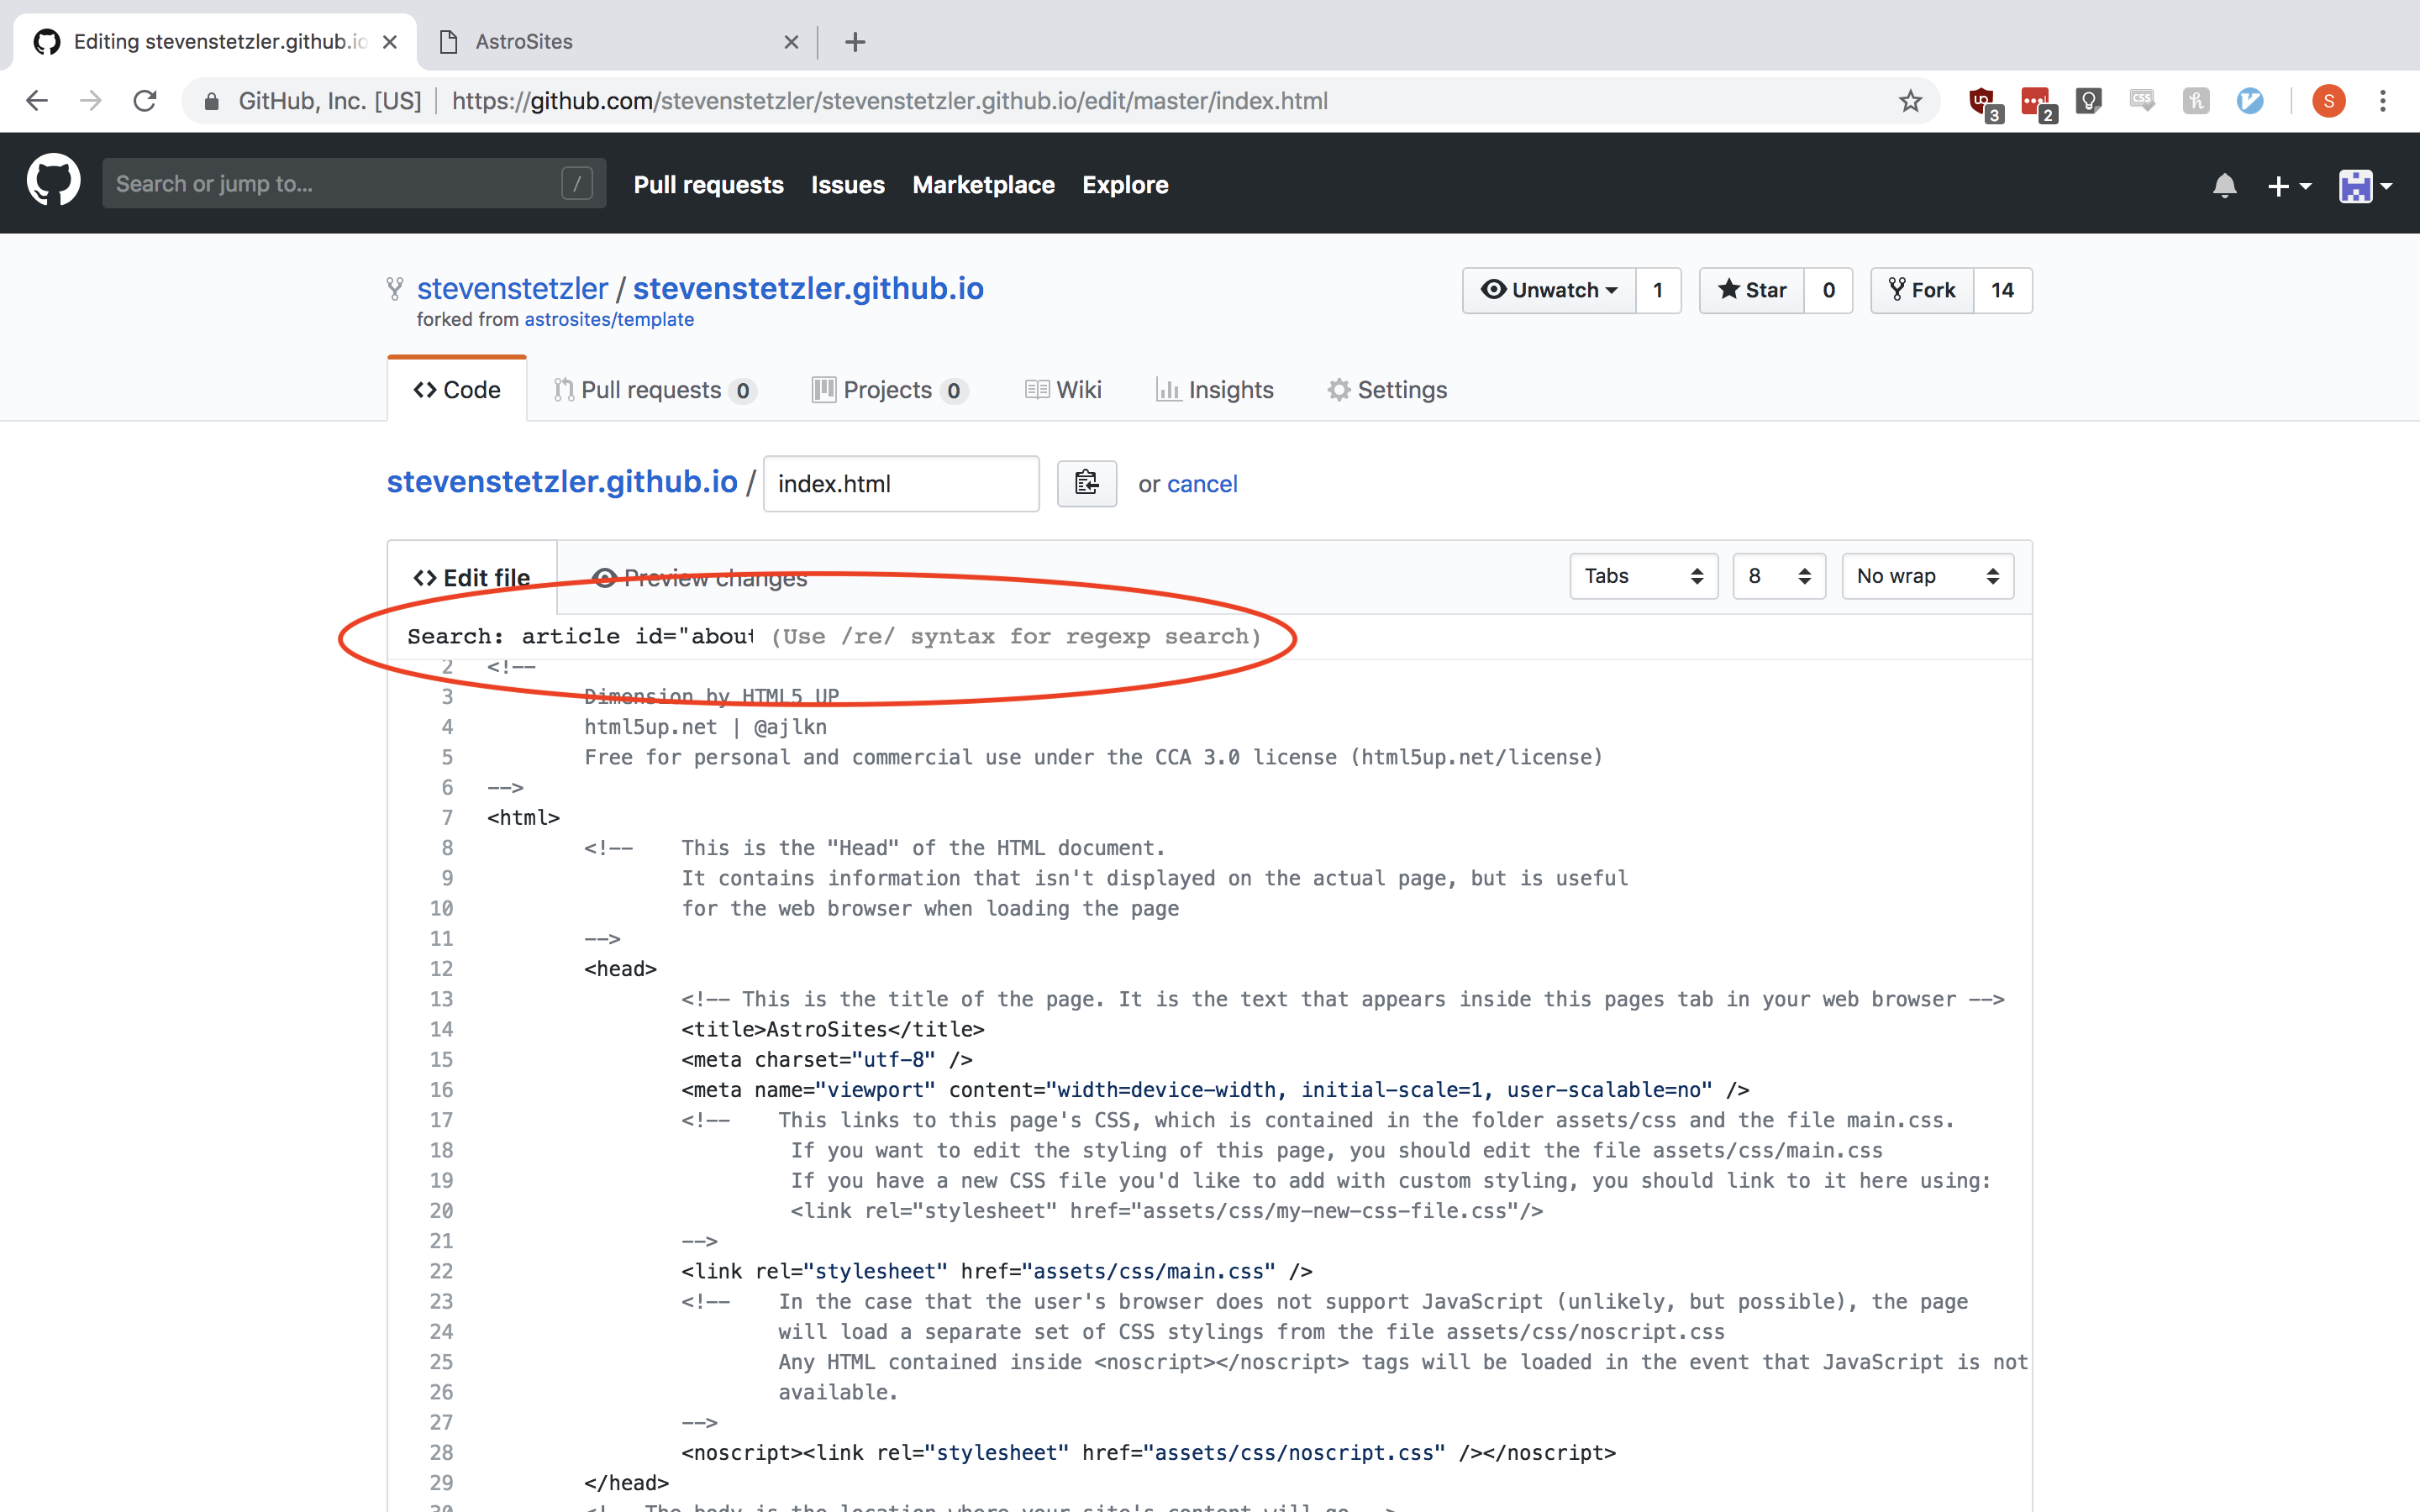 Editing stevenstetzler.github.io
AstroSites
GitHub, Inc. [US]
https://github.com/stevenstetzler/stevenstetzler.github.io/edit/master/index.html
3
2
S
Search or jump to...
/
Pull requests
Issues
Marketplace
Explore
stevenstetzler / stevenstetzler.github.io
forked from astrosites/template
Unwatch 1
Star 0
Fork 14
Code
Pull requests 0
Projects 0
Wiki
Insights
Settings
stevenstetzler.github.io / index.html or cancel
Edit file
Preview changes
Tabs
8
No wrap
Search: article id="about (Use /re/ syntax for regexp search)
2 <!--
3 Dimension by HTML5 UP
4 html5up.net | @ajlkn
5 Free for personal and commercial use under the CCA 3.0 license (html5up.net/license)
6 -->
7 <html>
8 <!-- This is the "Head" of the HTML document.
9 It contains information that isn't displayed on the actual page, but is useful
10 for the web browser when loading the page
11 -->
12 <head>
13 <!-- This is the title of the page. It is the text that appears inside this pages tab in your web browser -->
14 <title>AstroSites</title>
15 <meta charset="utf-8" />
16 <meta name="viewport" content="width=device-width, initial-scale=1, user-scalable=no" />
17 <!-- This links to this page's CSS, which is contained in the folder assets/css and the file main.css.
18 If you want to edit the styling of this page, you should edit the file assets/css/main.css
19 If you have a new CSS file you'd like to add with custom styling, you should link to it here using:
20 <link rel="stylesheet" href="assets/css/my-new-css-file.css"/>
21 -->
22 <link rel="stylesheet" href="assets/css/main.css" />
23 <!-- In the case that the user's browser does not support JavaScript (unlikely, but possible), the page
24 will load a separate set of CSS stylings from the file assets/css/noscript.css
25 Any HTML contained inside <noscript></noscript> tags will be loaded in the event that JavaScript is not
26 available.
27 -->
28 <noscript><link rel="stylesheet" href="assets/css/noscript.css" /></noscript>
29 </head>
30 <!-- The body is the location where your site's content will go -->